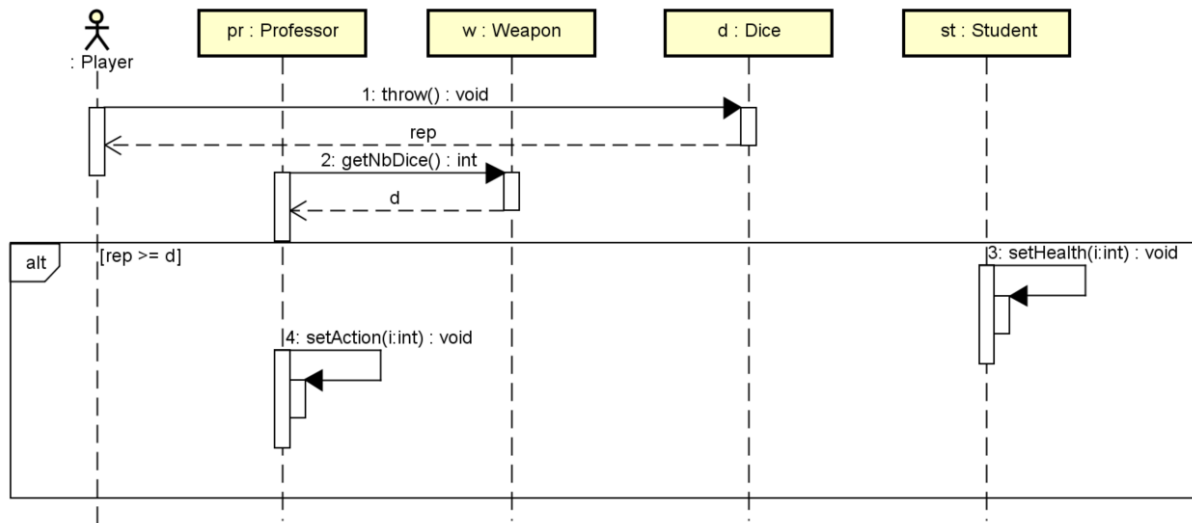 : Player
pr : Professor
w : Weapon
d : Dice
st : Student
1: throw() : void
rep
2: getNbDice() : int
d
alt
[rep >= d]
3: setHealth(i:int) : void
4: setAction(i:int) : void